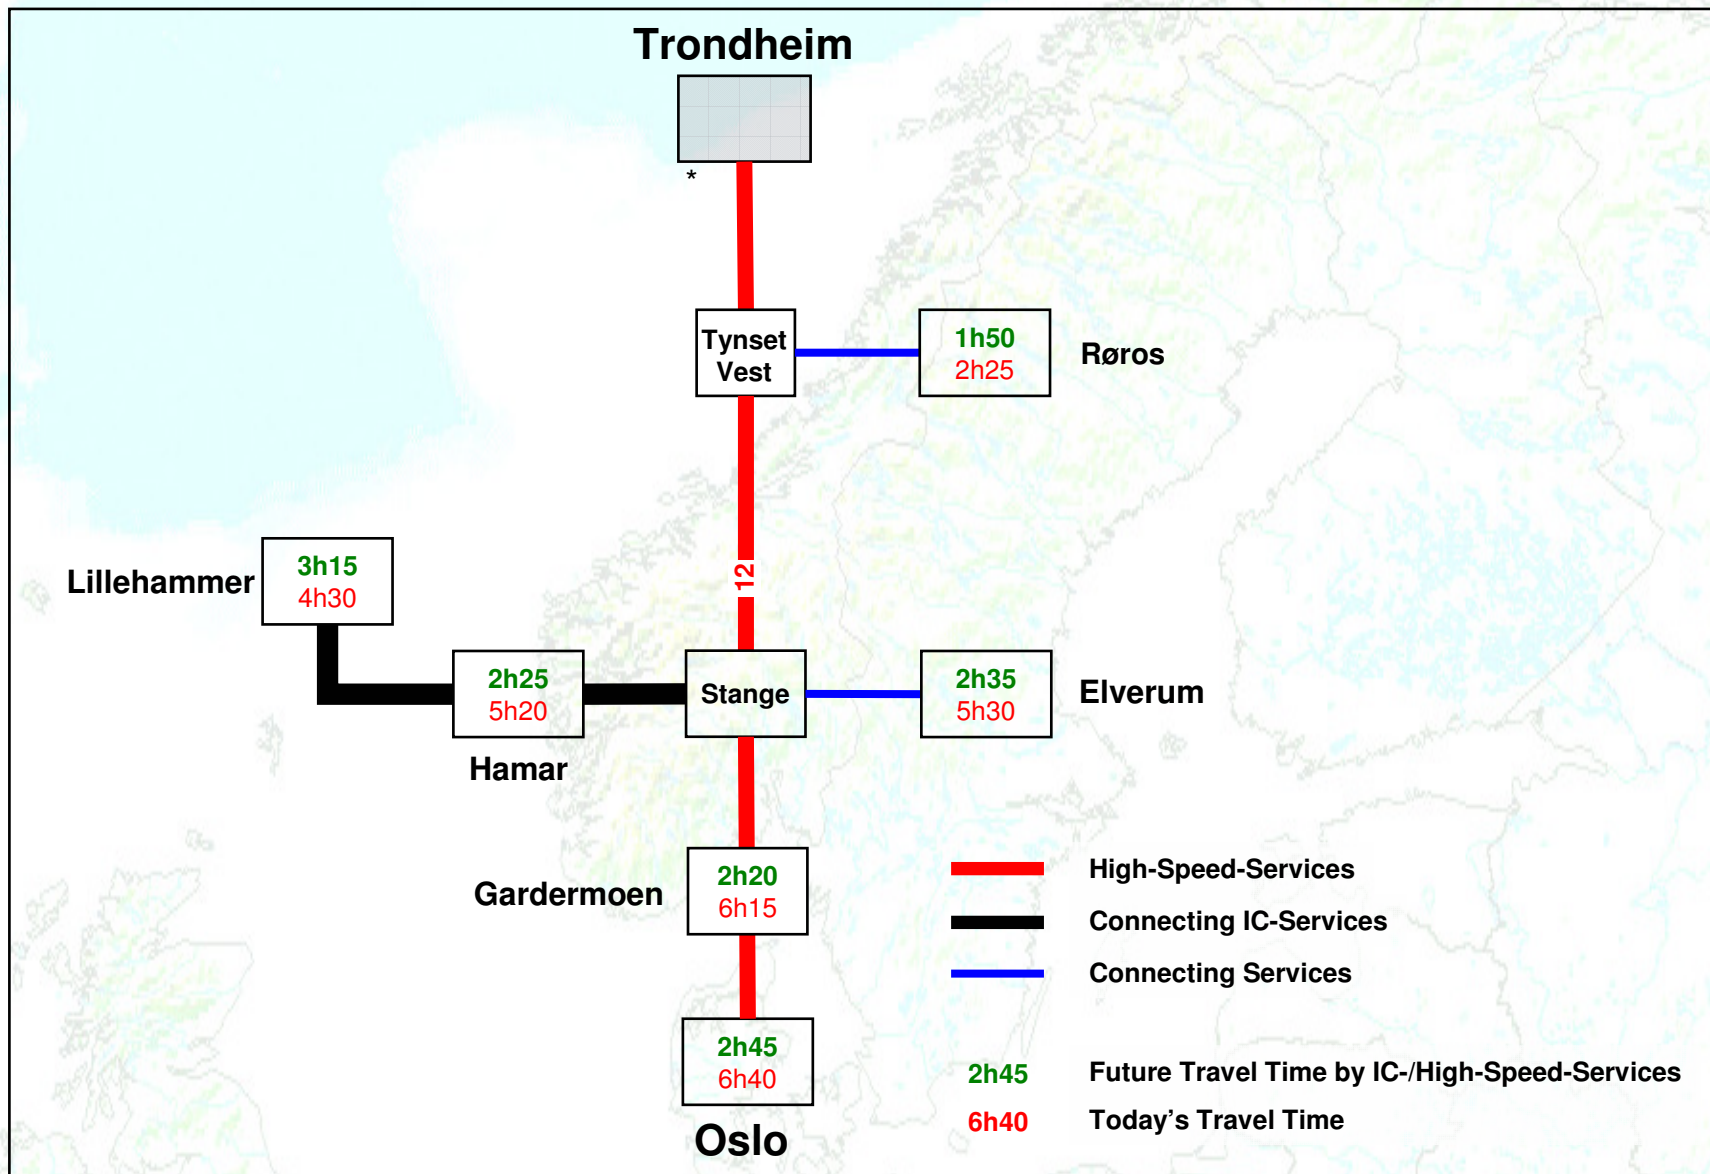 Trondheim
*
Tynset
Vest
1h50
2h25
Røros
12
Lillehammer
3h15
4h30
2h25
5h20
Hamar
Stange
2h35
5h30
Elverum
Gardermoen
2h20
6h15
2h45
6h40
Oslo
High-Speed-Services
Connecting IC-Services
Connecting Services
2h45 Future Travel Time by IC-/High-Speed-Services
6h40 Today's Travel Time